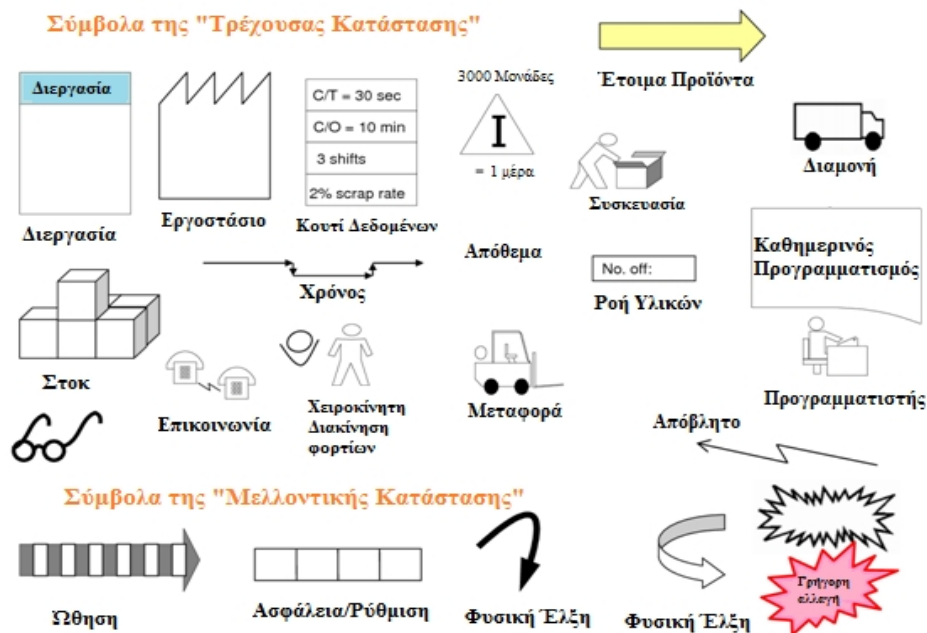 Σύμβολα της "Τρέχουσας Κατάστασης"
Διεργασία
Διεργασία
Εργοστάσιο
C/T = 30 sec
C/O = 10 min
3 shifts
2% scrap rate
Κουτί Δεδομένων
3000 Μονάδες
I
= 1 μέρα
Απόθεμα
Έτοιμα Προϊόντα
Συσκευασία
Διαμονή
Χρόνος
No. off:
Ροή Υλικών
Καθημερινός
Προγραμματισμός
Στοκ
Επικοινωνία
Χειροκίνητη
Διακίνηση
φορτίων
Μεταφορά
Προγραμματιστής
Απόβλητο
Σύμβολα της "Μελλοντικής Κατάστασης"
Ώθηση
Ασφάλεια/Ρύθμιση
Φυσική Έλξη
Φυσική Έλξη
Γρήγορη
αλλαγή